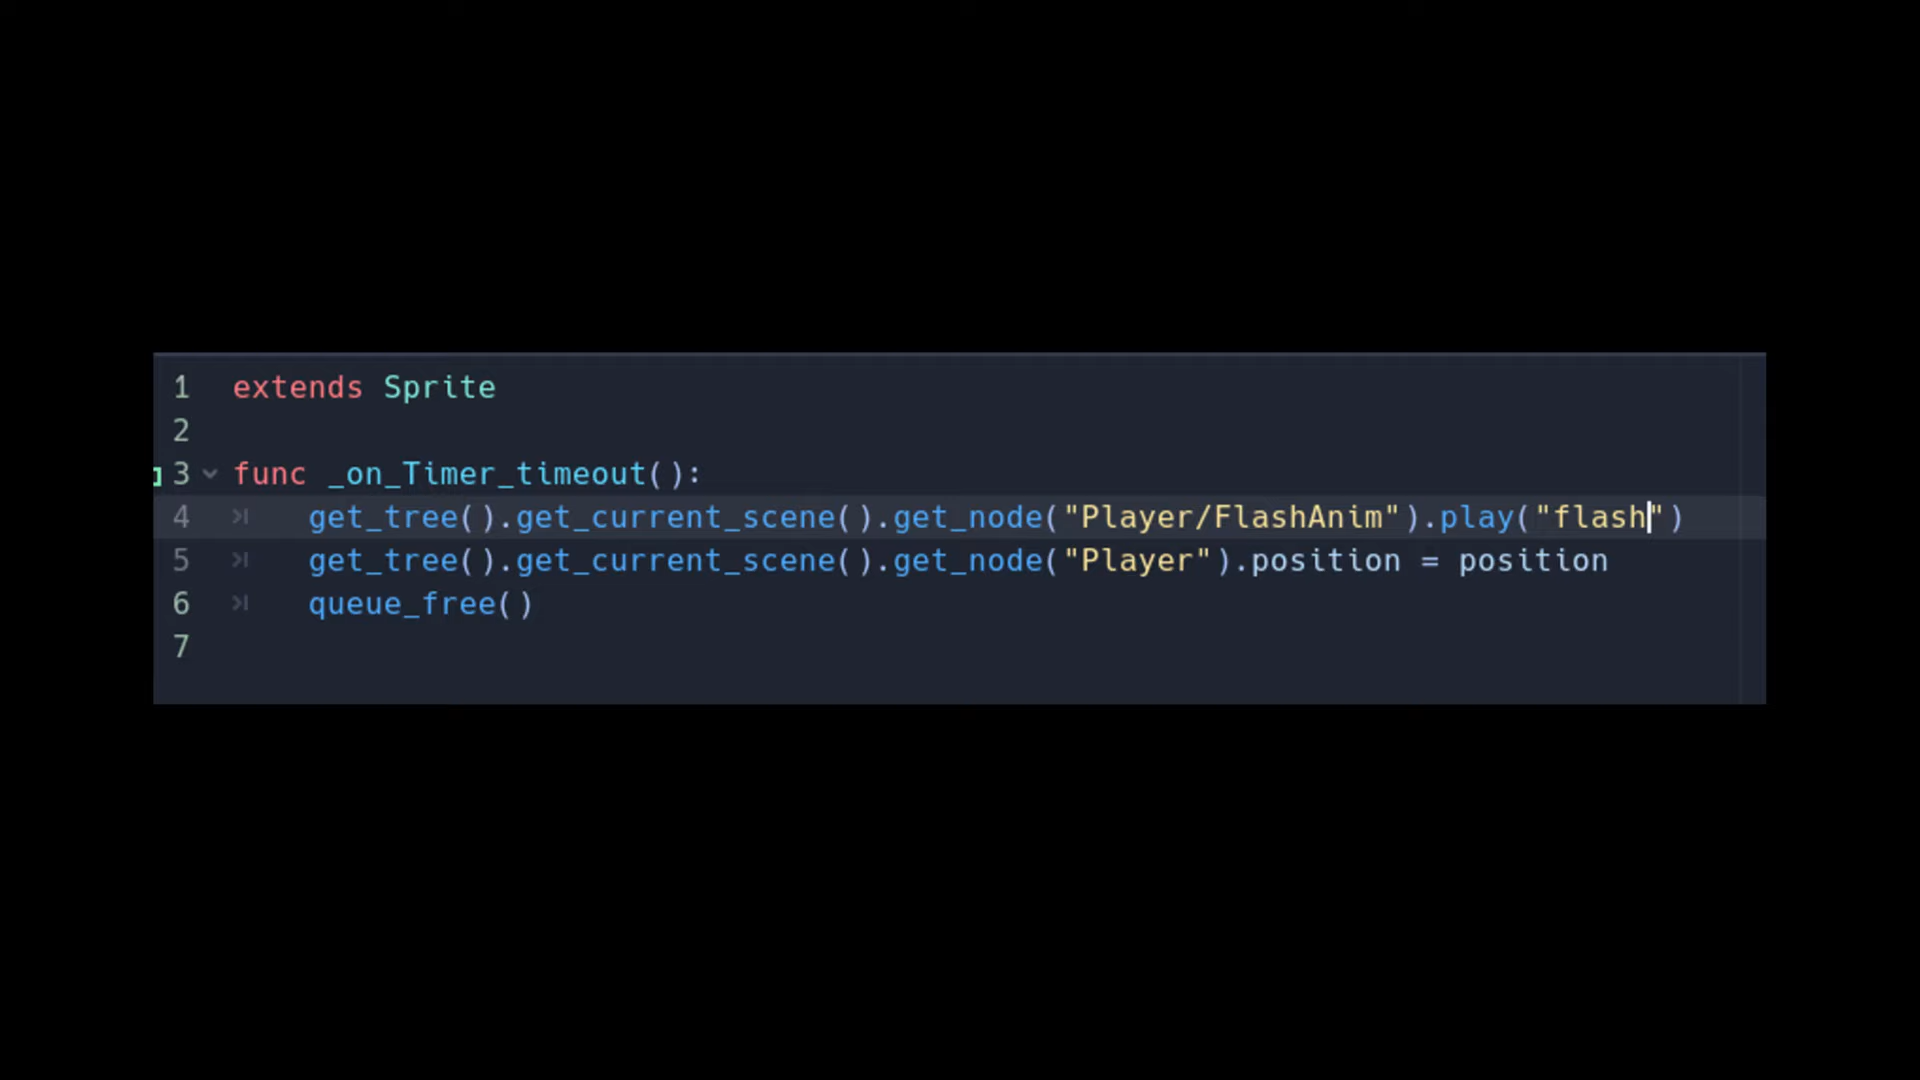 1 extends Sprite
2
3 func _on_Timer_timeout():
4 get_tree().get_current_scene().get_node("Player/FlashAnim").play("flash")
5 get_tree().get_current_scene().get_node("Player").position = position
6 queue_free()
7